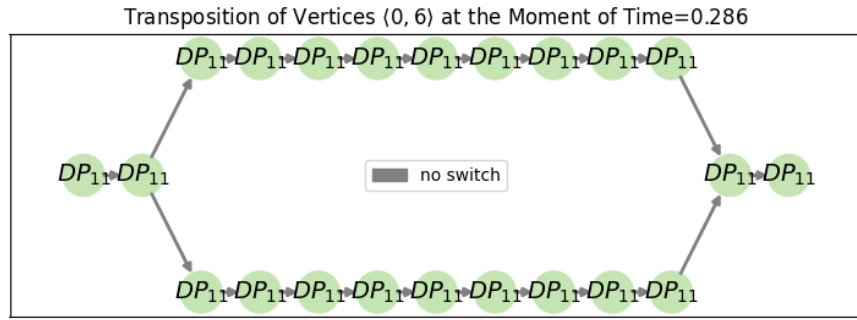 Transposition of Vertices ⟨0, 6⟩ at the Moment of Time=0.286
DP₁₁ DP₁₁ DP₁₁ DP₁₁ DP₁₁ DP₁₁ DP₁₁ DP₁₁ DP₁₁
DP₁₁ DP₁₁ no switch DP₁₁ DP₁₁
DP₁₁ DP₁₁ DP₁₁ DP₁₁ DP₁₁ DP₁₁ DP₁₁ DP₁₁ DP₁₁